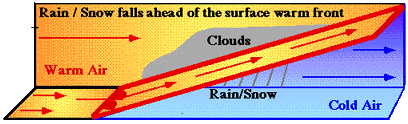 Rain / Snow falls ahead of the surface warm front
Clouds
Warm Air
Rain/Snow
Cold Air